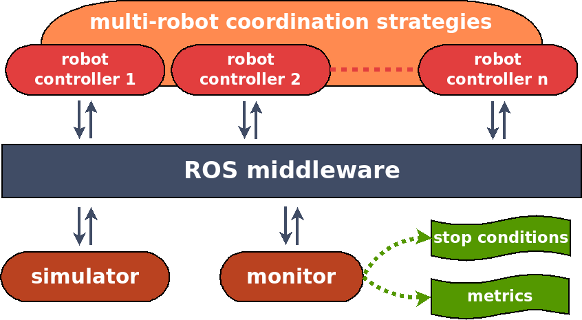 multi-robot coordination strategies
robot
controller 1
robot
controller 2
robot
controller n
ROS middleware
simulator
monitor
stop conditions
metrics